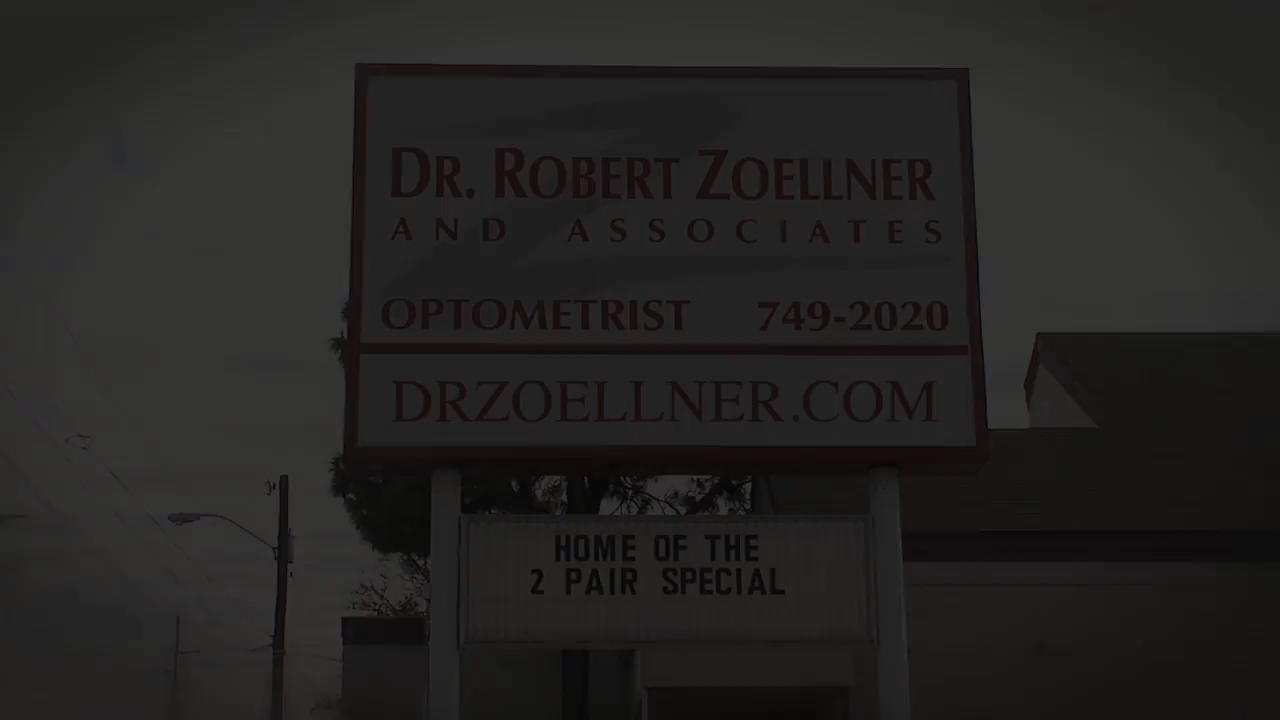 DR. ROBERT ZOELLNER
AND ASSOCIATES
OPTOMETRIST 749-2020
DRZOELLNER.COM
HOME OF THE
2 PAIR SPECIAL